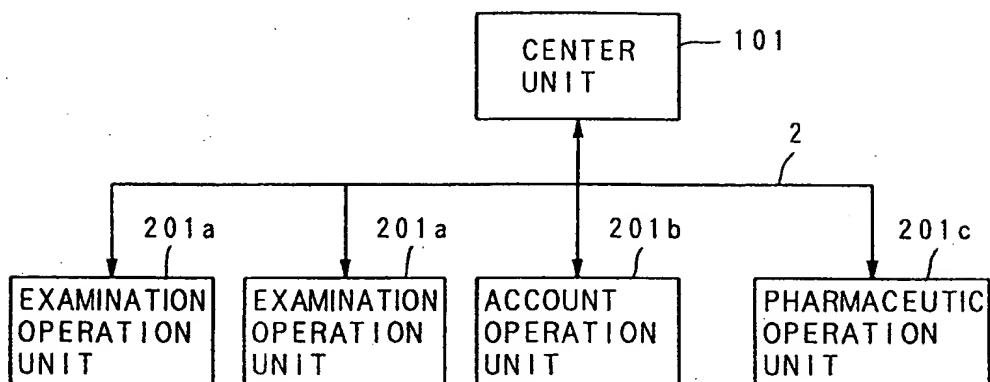 CENTER
UNIT
101
2
201a
201a
201b
201c
EXAMINATION
OPERATION
UNIT
EXAMINATION
OPERATION
UNIT
ACCOUNT
OPERATION
UNIT
PHARMACEUTIC
OPERATION
UNIT